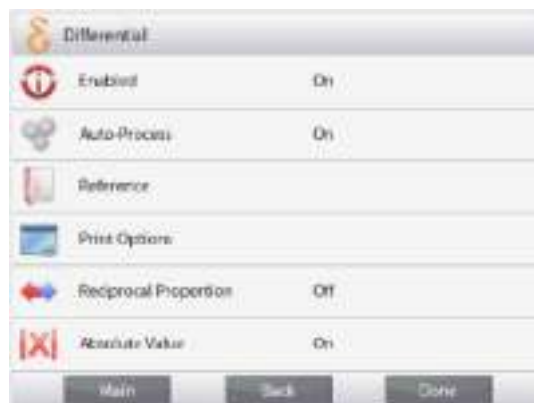 Differential
Enabled On
Auto-Process On
Reference
Print Options
Reciprocal Proportion Off
|X| Absolute Value On
Main Back Done